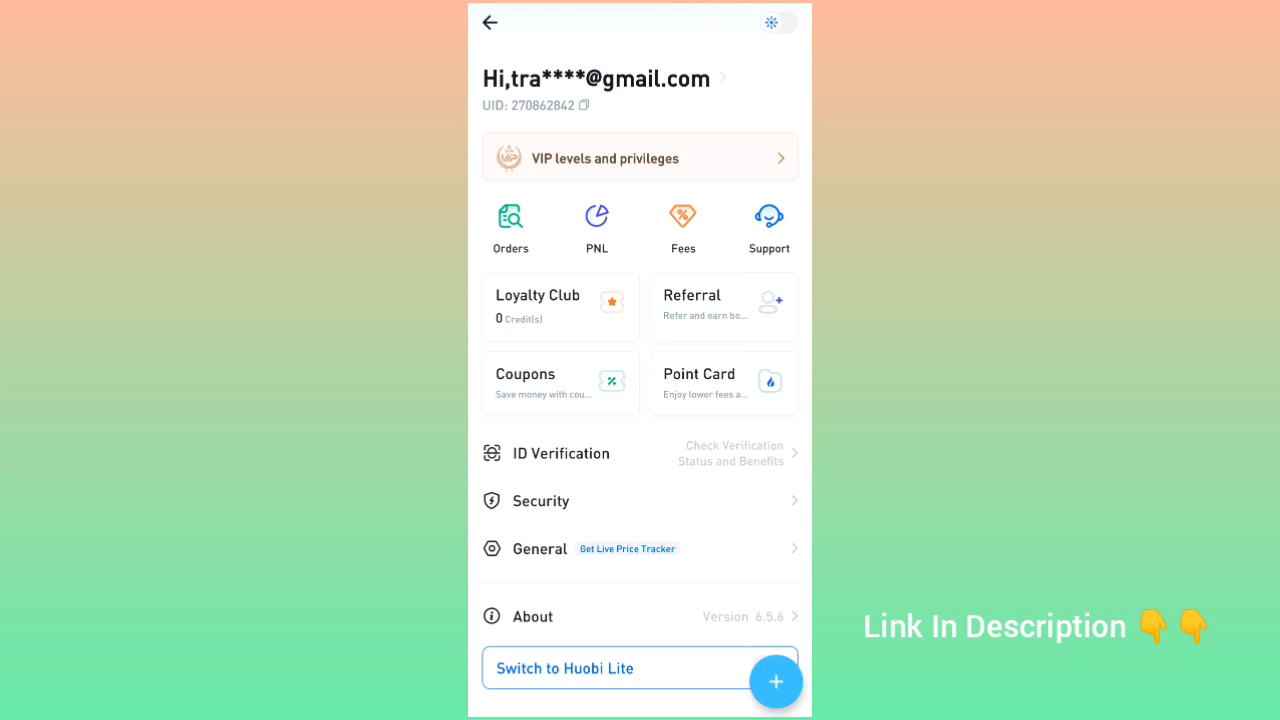 Hi,tra****@gmail.com
UID: 270862842
VIP
VIP levels and privileges
Orders
PNL
Fees
Support
Loyalty Club
0 Credit(s)
Referral
Refer and earn bo...
Coupons
Save money with cou...
Point Card
Enjoy lower fees a...
ID Verification
Check Verification
Status and Benefits
Security
General Get Live Price Tracker
About
Version 6.5.6
Switch to Huobi Lite
Link In Description 👇👇